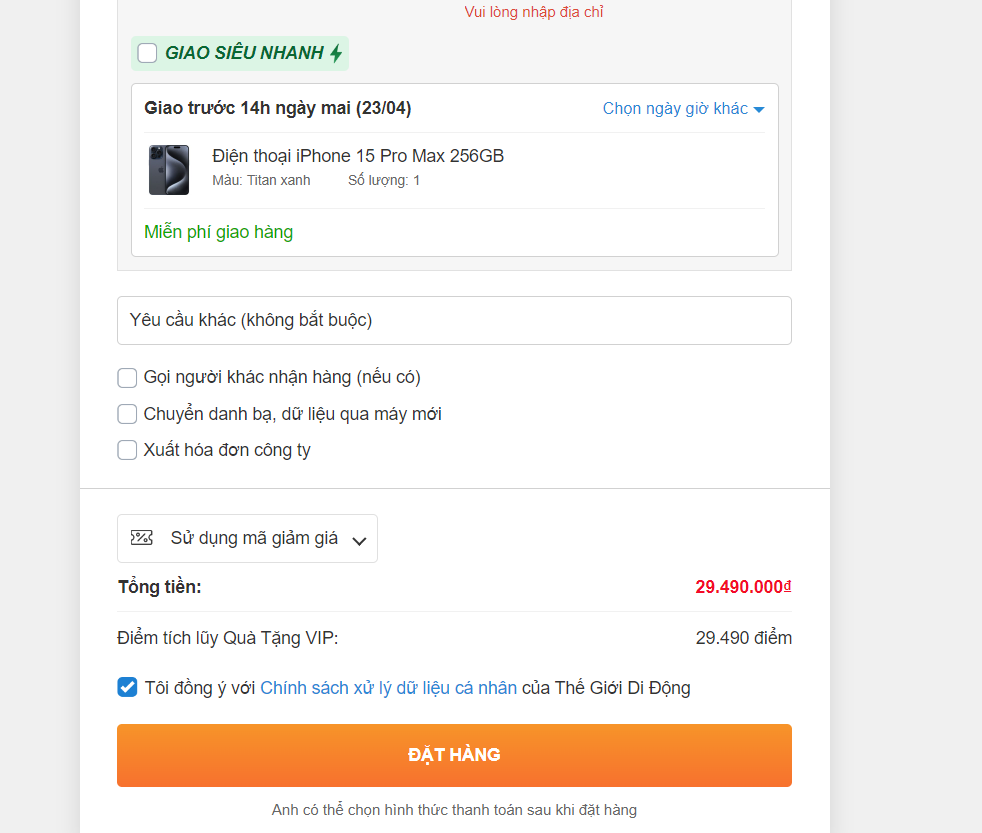 Vui lòng nhập địa chỉ
GIAO SIÊU NHANH
Giao trước 14h ngày mai (23/04)
Chọn ngày giờ khác
Điện thoại iPhone 15 Pro Max 256GB
Màu: Titan xanh Số lượng: 1
Miễn phí giao hàng
Yêu cầu khác (không bắt buộc)
Gọi người khác nhận hàng (nếu có)
Chuyển danh bạ, dữ liệu qua máy mới
Xuất hóa đơn công ty
Sử dụng mã giảm giá
Tổng tiền: 29.490.000₫
Điểm tích lũy Quà Tặng VIP: 29.490 điểm
Tôi đồng ý với Chính sách xử lý dữ liệu cá nhân của Thế Giới Di Động
ĐẶT HÀNG
Anh có thể chọn hình thức thanh toán sau khi đặt hàng